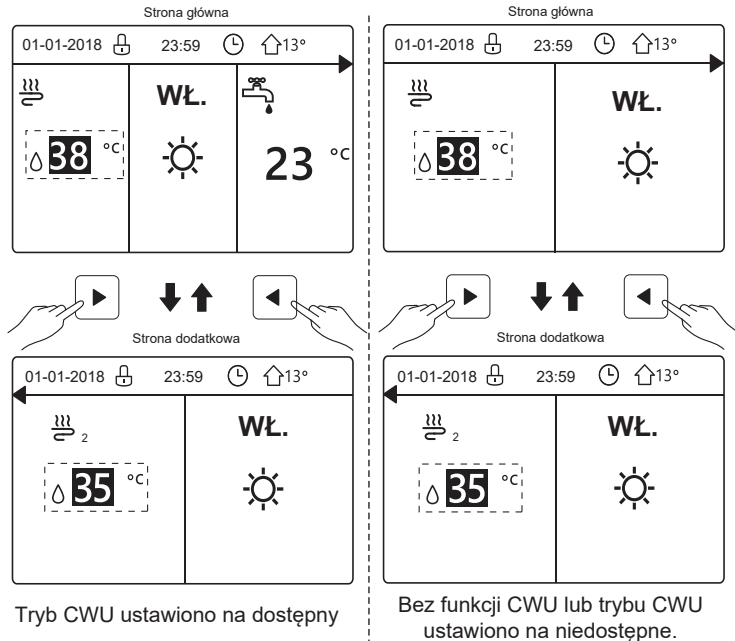 Strona główna
01-01-2018 23:59 13°
WŁ.
38 °C
23 °C
Strona dodatkowa
01-01-2018 23:59 13°
2
WŁ.
35 °C
Tryb CWU ustawiono na dostępny
Strona główna
01-01-2018 23:59 13°
WŁ.
38 °C
Strona dodatkowa
01-01-2018 23:59 13°
2
WŁ.
35 °C
Bez funkcji CWU lub trybu CWU
ustawiono na niedostępne.